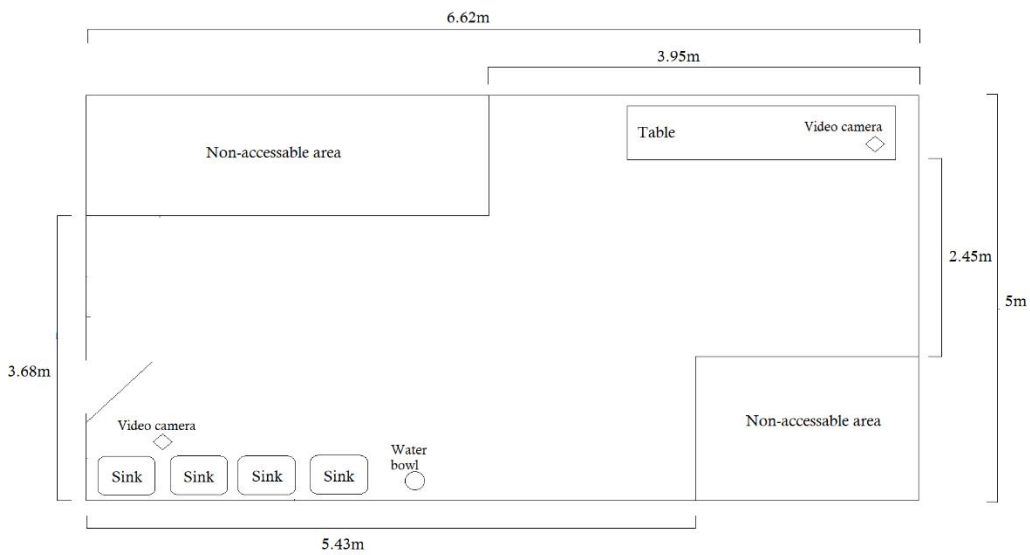 6.62m
3.95m
Non-accessable area
Table
Video camera
2.45m
5m
3.68m
Video camera
Non-accessable area
Water
bowl
Sink
Sink
Sink
Sink
5.43m